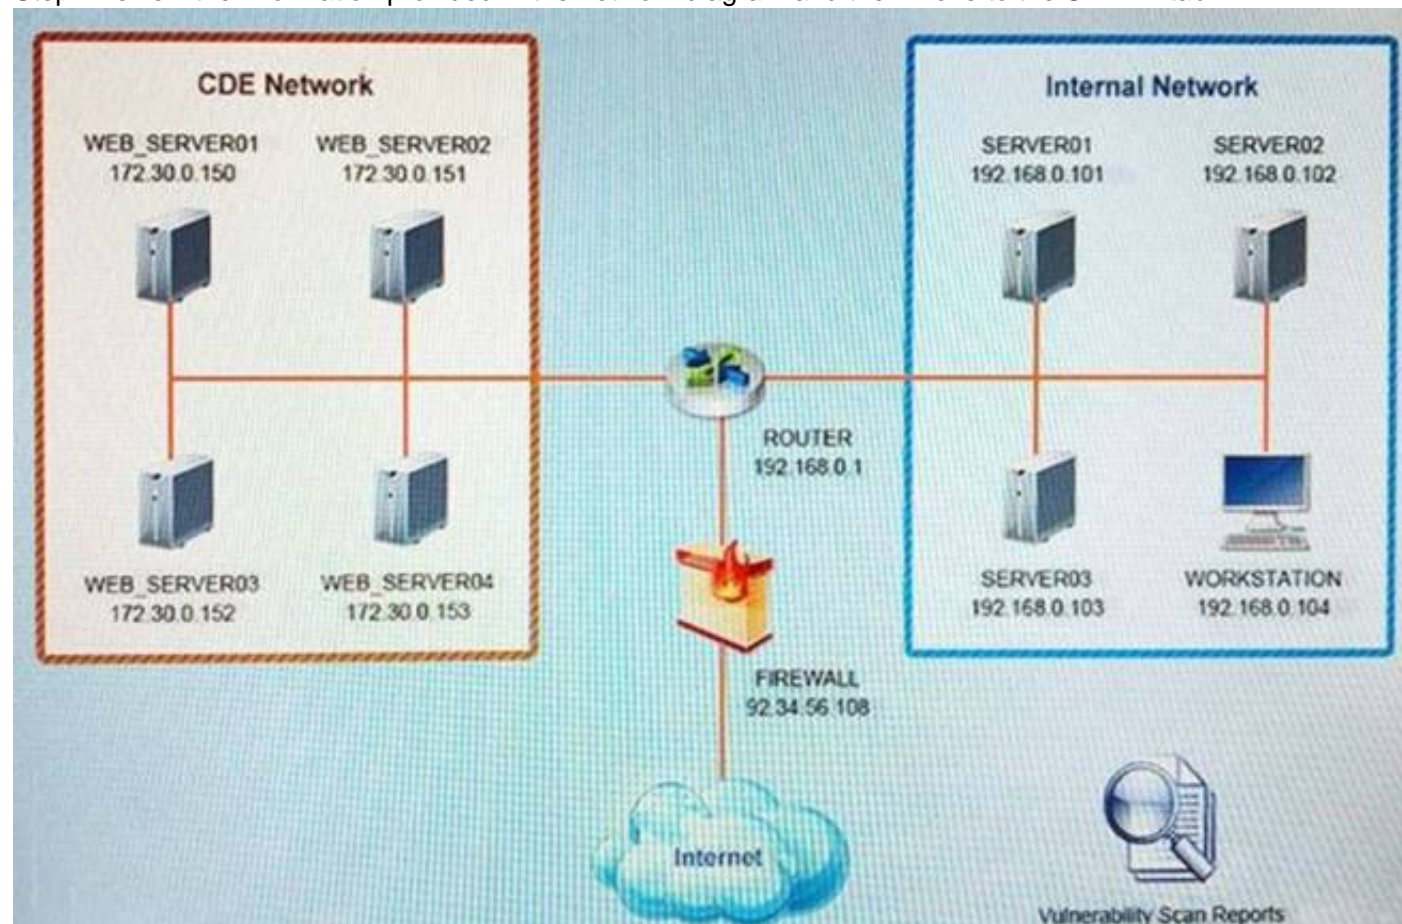 CDE Network
WEB_SERVER01
172.30.0.150
WEB_SERVER02
172.30.0.151
WEB_SERVER03
172.30.0.152
WEB_SERVER04
172.30.0.153
ROUTER
192.168.0.1
FIREWALL
92.34.56.108
Internet
Internal Network
SERVER01
192.168.0.101
SERVER02
192.168.0.102
SERVER03
192.168.0.103
WORKSTATION
192.168.0.104
Vulnerability Scan Reports